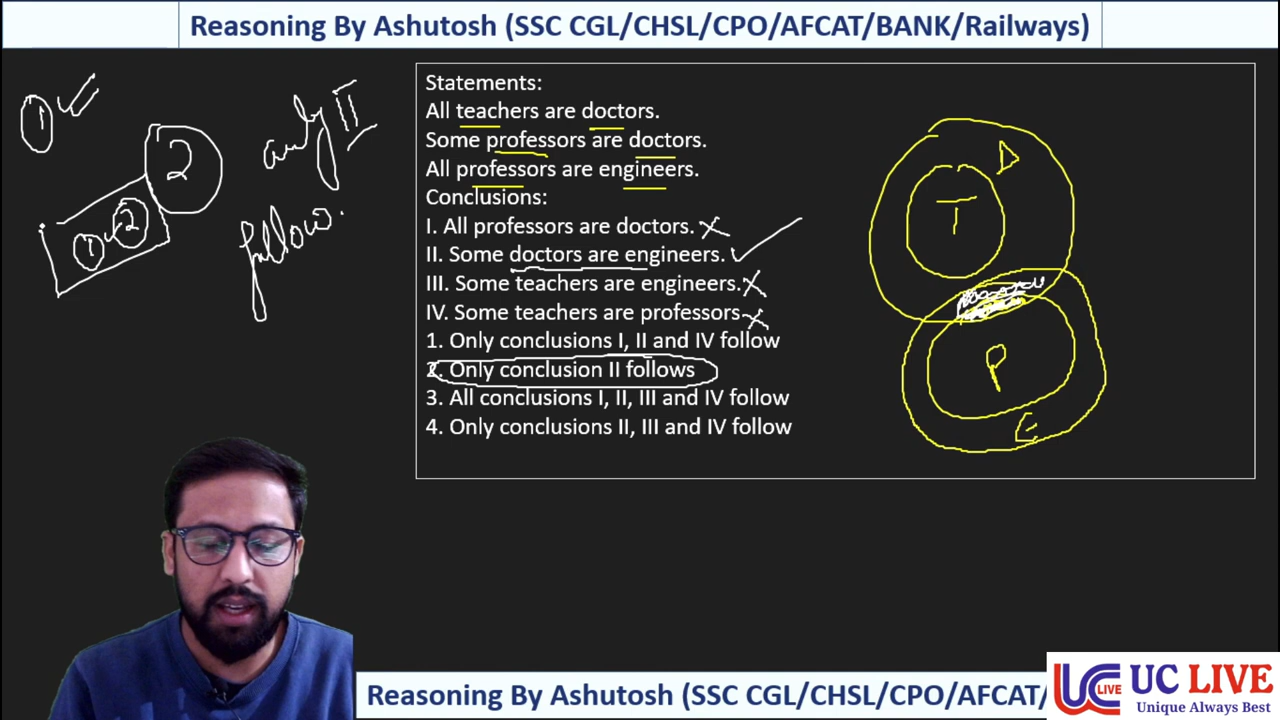 Reasoning By Ashutosh (SSC CGL/CHSL/CPO/AFCAT/BANK/Railways)
1
2
1 2
only II
follow.
Statements:
All teachers are doctors.
Some professors are doctors.
All professors are engineers.
Conclusions:
I. All professors are doctors.
II. Some doctors are engineers.
III. Some teachers are engineers.
IV. Some teachers are professors
1. Only conclusions I, II and IV follow
2. Only conclusion II follows
3. All conclusions I, II, III and IV follow
4. Only conclusions II, III and IV follow
D
T
P
E
Reasoning By Ashutosh (SSC CGL/CHSL/CPO/AFCAT/
LIVE
UC LIVE
Unique Always Best